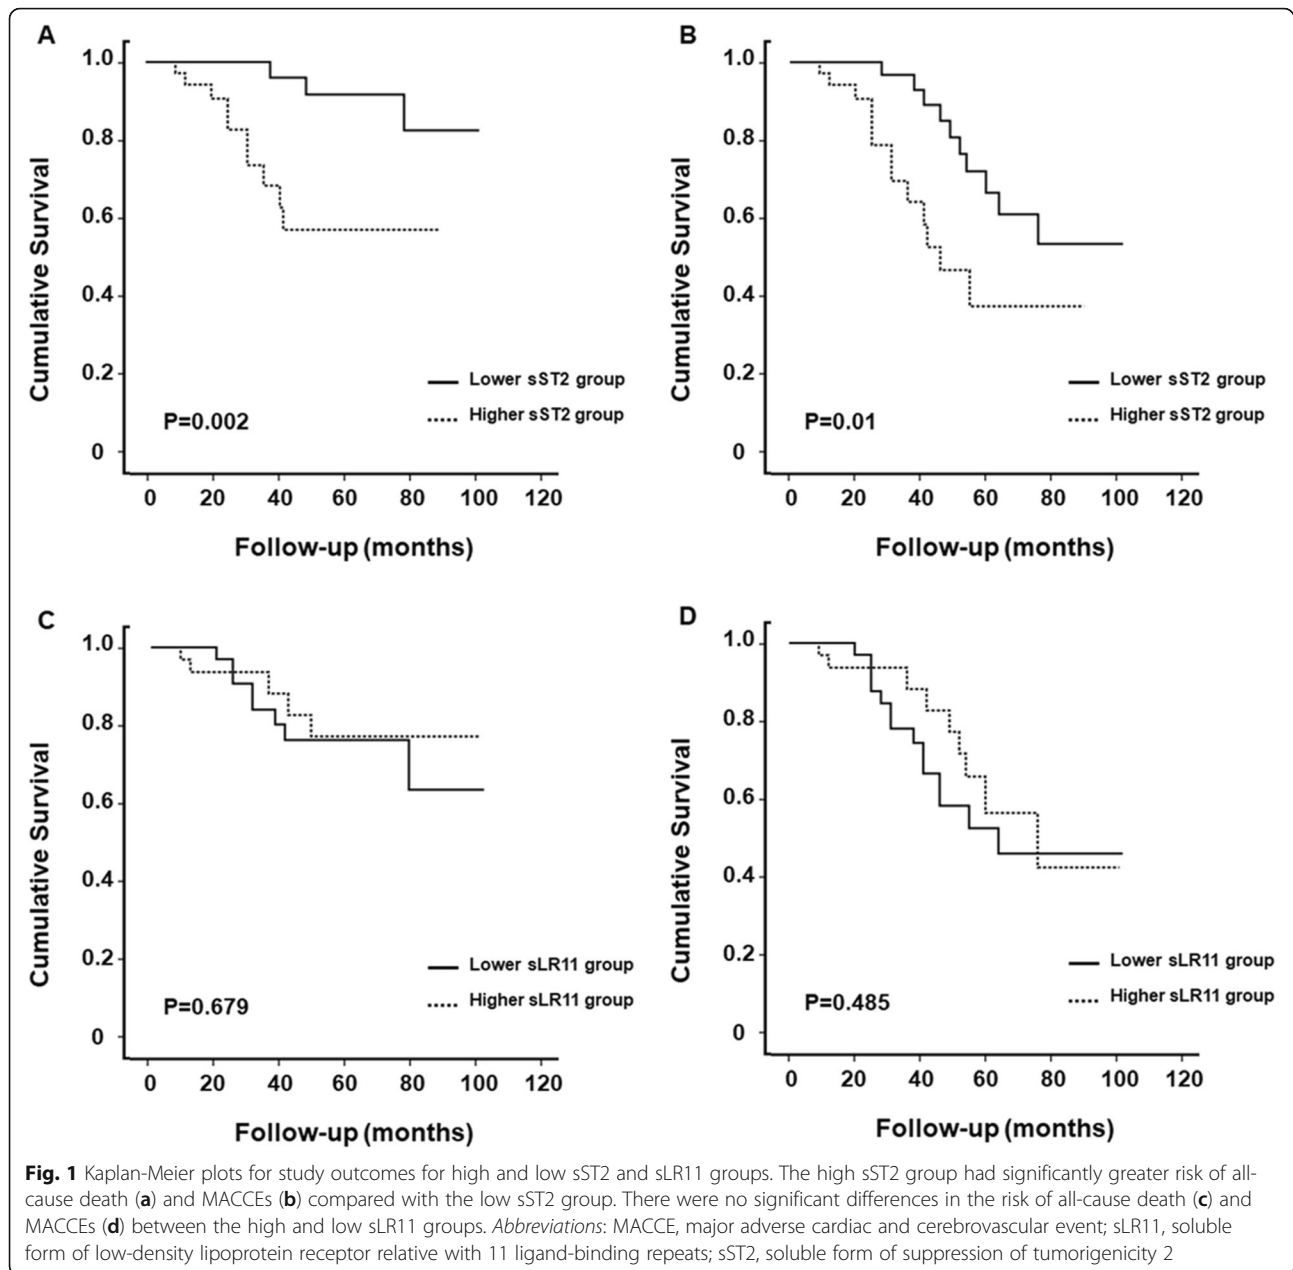 A
Cumulative Survival
1.0
0.8
0.6
0.4
0.2
0
Lower sST2 group
Higher sST2 group
P=0.002
0 20 40 60 80 100 120
Follow-up (months)
B
Cumulative Survival
1.0
0.8
0.6
0.4
0.2
0
Lower sST2 group
Higher sST2 group
P=0.01
0 20 40 60 80 100 120
Follow-up (months)
C
Cumulative Survival
1.0
0.8
0.6
0.4
0.2
0
Lower sLR11 group
Higher sLR11 group
P=0.679
0 20 40 60 80 100 120
Follow-up (months)
D
Cumulative Survival
1.0
0.8
0.6
0.4
0.2
0
Lower sLR11 group
Higher sLR11 group
P=0.485
0 20 40 60 80 100 120
Follow-up (months)
Fig. 1 Kaplan-Meier plots for study outcomes for high and low sST2 and sLR11 groups. The high sST2 group had significantly greater risk of all-
cause death (a) and MACCEs (b) compared with the low sST2 group. There were no significant differences in the risk of all-cause death (c) and
MACCEs (d) between the high and low sLR11 groups. Abbreviations: MACCE, major adverse cardiac and cerebrovascular event; sLR11, soluble
form of low-density lipoprotein receptor relative with 11 ligand-binding repeats; sST2, soluble form of suppression of tumorigenicity 2